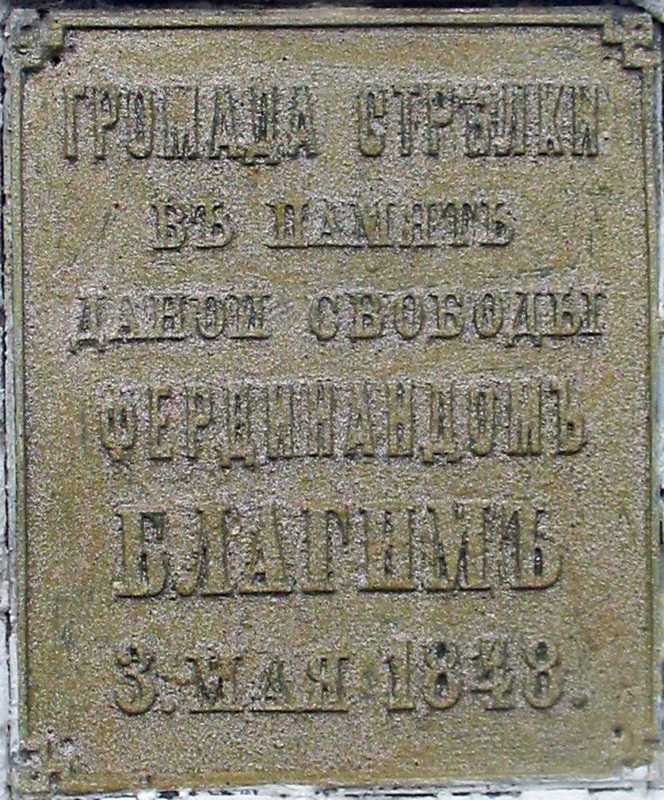 ГРОМАДА СТРѢЛКИ
ВЪ ПАМЯТЬ
ДАНОИ СВОБОДЫ
ФЕРДИНАНДОМЪ
БЛАГИМЪ
3. МАЯ 1848.